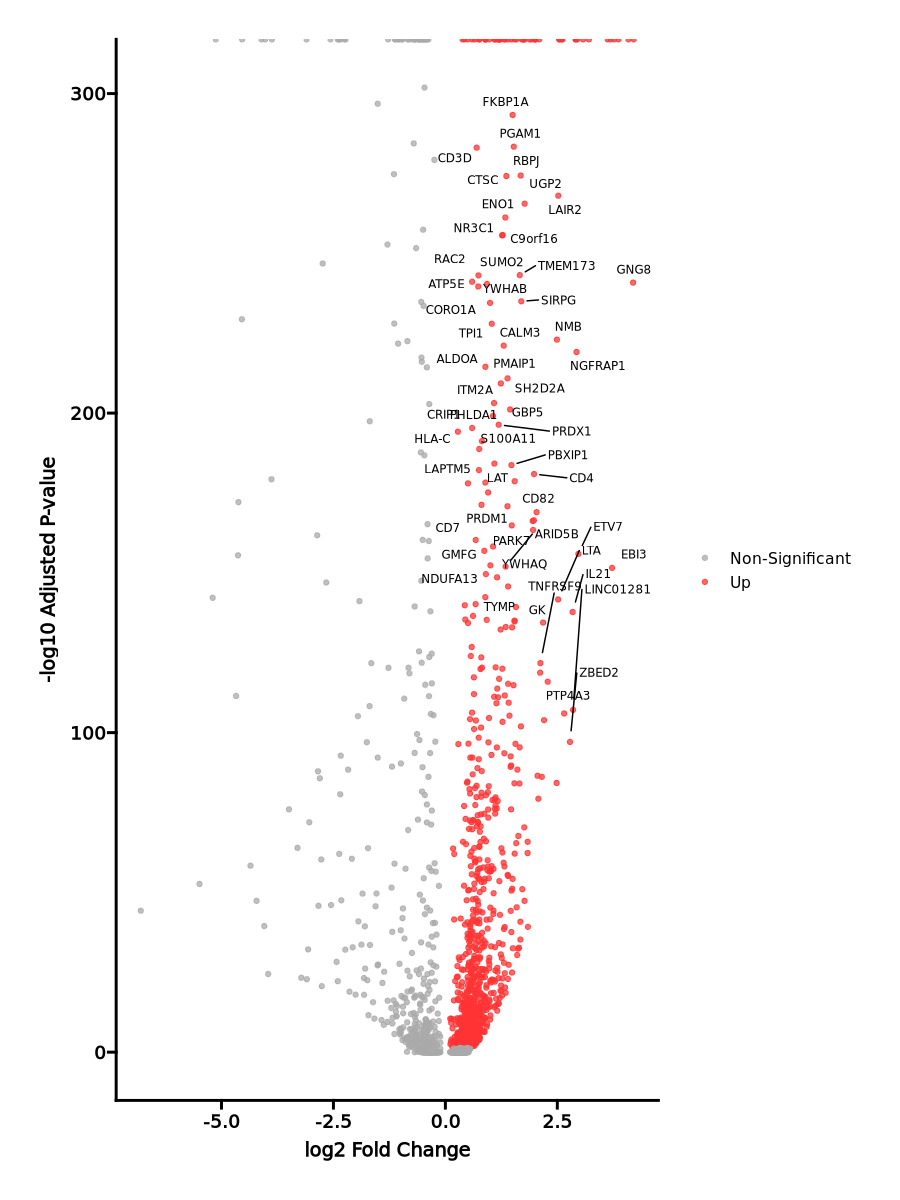 300
200
100
0
-log10 Adjusted P-value
-5.0
-2.5
0.0
2.5
log2 Fold Change
FKBP1A
PGAM1
CD3D
RBPJ
CTSC
UGP2
ENO1
LAIR2
NR3C1
C9orf16
RAC2
SUMO2
TMEM173
GNG8
ATP5E
YWHAB
SIRPG
CORO1A
TPI1
CALM3
NMB
ALDOA
PMAIP1
NGFRAP1
ITM2A
SH2D2A
CRIP1
PHLDA1
GBP5
PRDX1
HLA-C
S100A11
PBXIP1
LAPTM5
LAT
CD4
CD82
PRDM1
CD7
ARID5B
ETV7
PARK7
GMFG
LTA
EBI3
YWHAQ
IL21
NDUFA13
TNFRSF9
LINC01281
TYMP
GK
ZBED2
PTP4A3
Non-Significant
Up